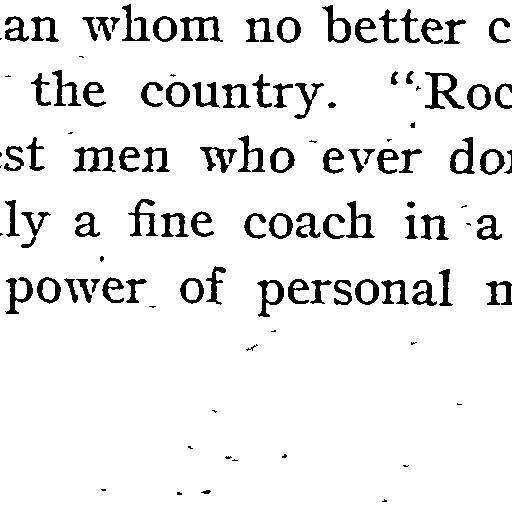 an whom no better c
the country. “Roc
est men who ever do
ly a fine coach in a
power of personal